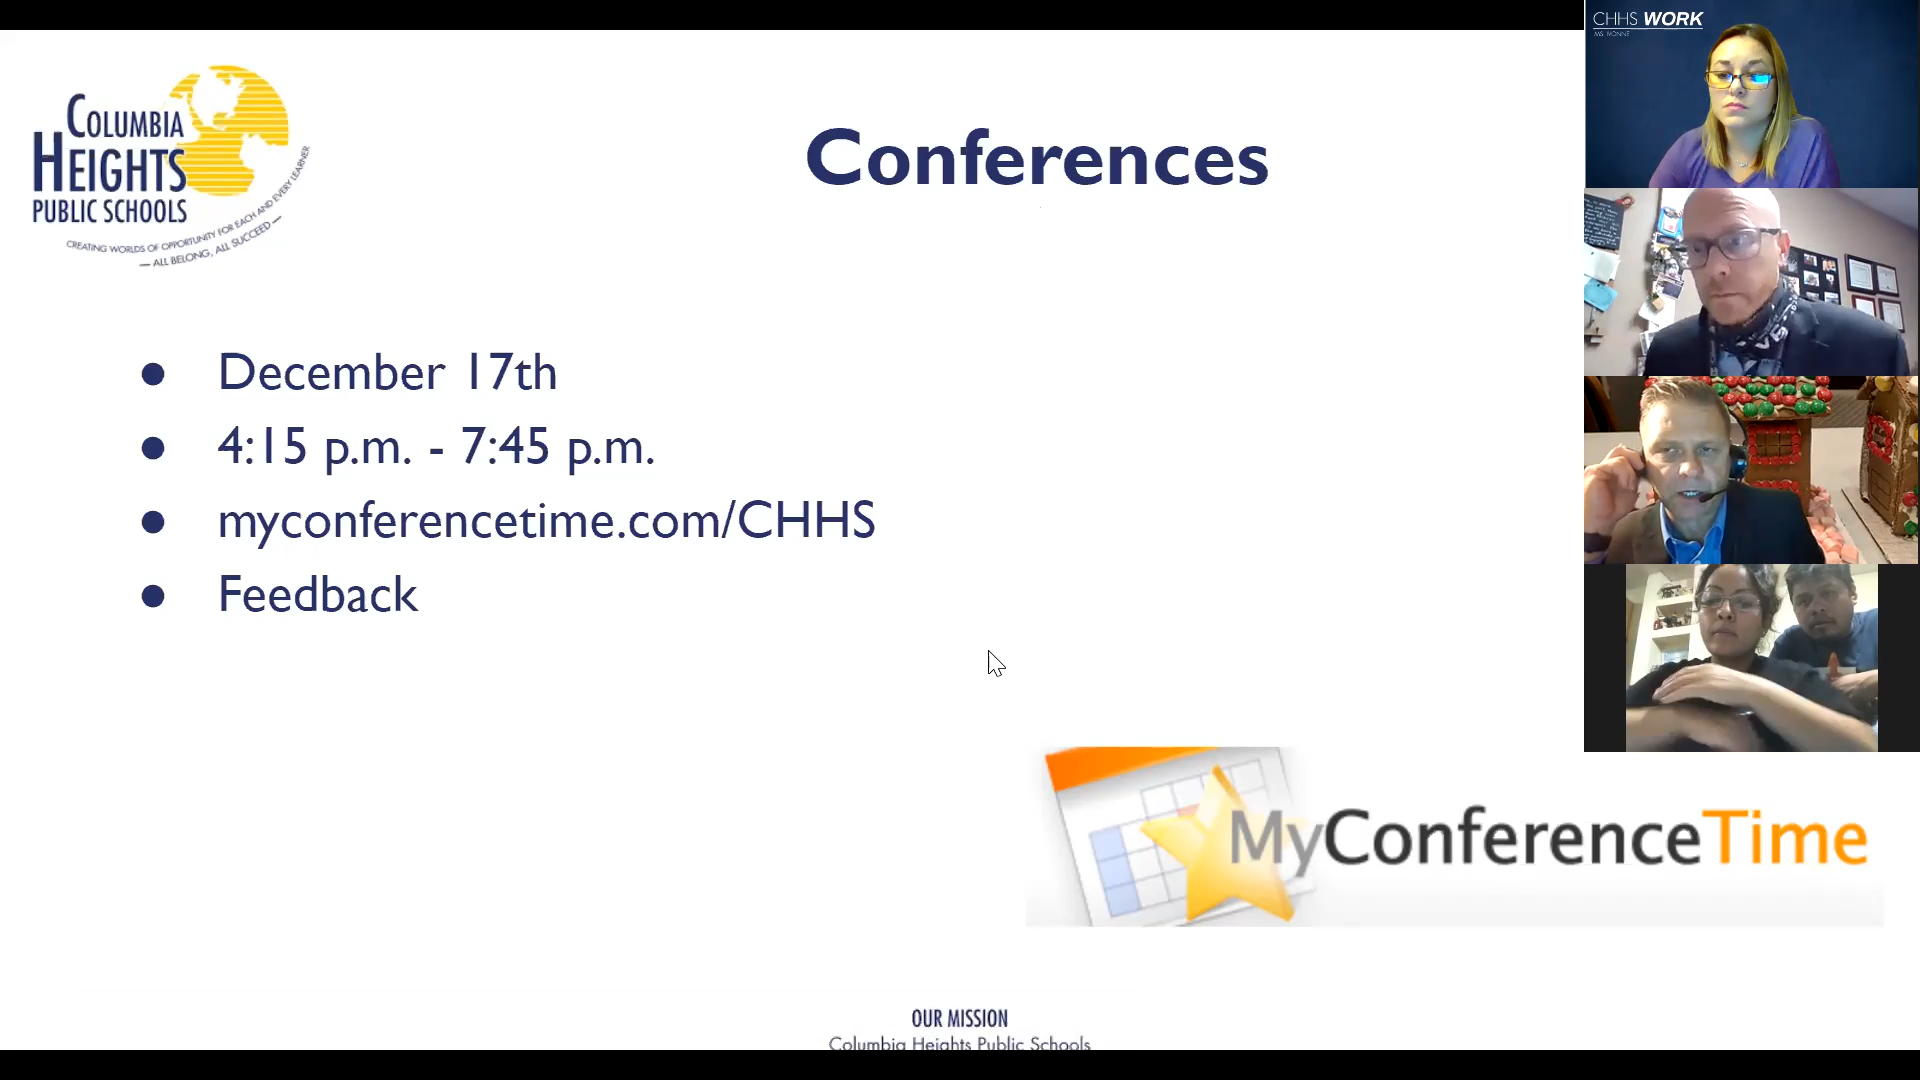 CHHS WORK
COLUMBIA
HEIGHTS
PUBLIC SCHOOLS
CREATING WORLDS OF OPPORTUNITY FOR EACH AND EVERY LEARNER
— ALL BELONG, ALL SUCCEED —
Conferences
● December 17th
● 4:15 p.m. - 7:45 p.m.
● myconferencetime.com/CHHS
● Feedback
MyConferenceTime
OUR MISSION
Columbia Heights Public Schools